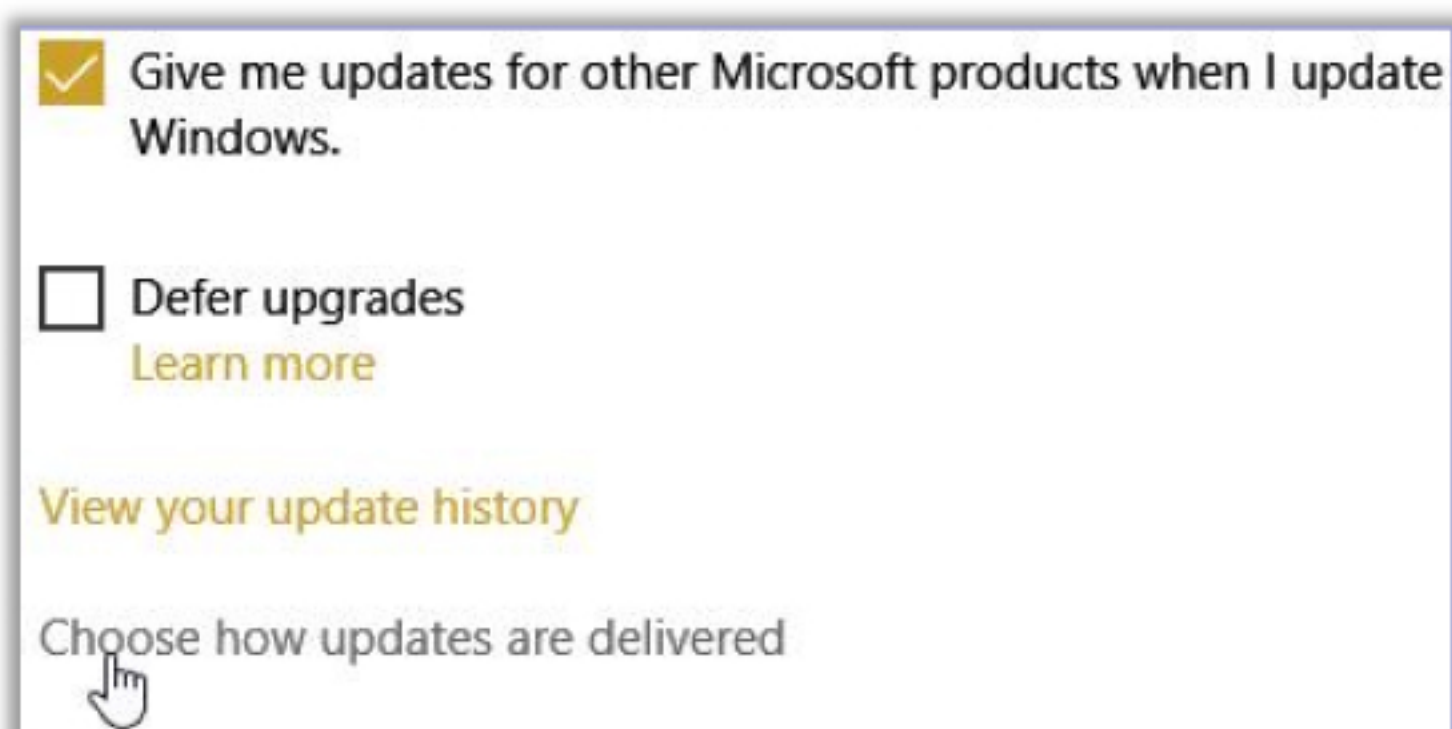 Give me updates for other Microsoft products when I update
Windows.
Defer upgrades
Learn more
View your update history
Choose how updates are delivered